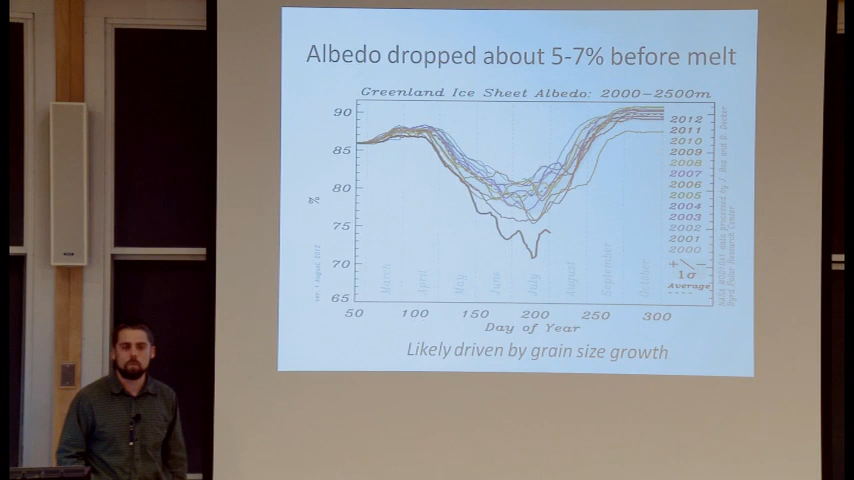 Albedo dropped about 5-7% before melt
Greenland Ice Sheet Albedo: 2000-2500m
90
85
80
75
70
65
%
50
100
150
200
250
300
Day of Year
March
April
May
June
July
August
September
October
2012
2011
2010
2009
2008
2007
2006
2005
2004
2003
2002
2001
2000
+/-
1σ
Average
Likely driven by grain size growth